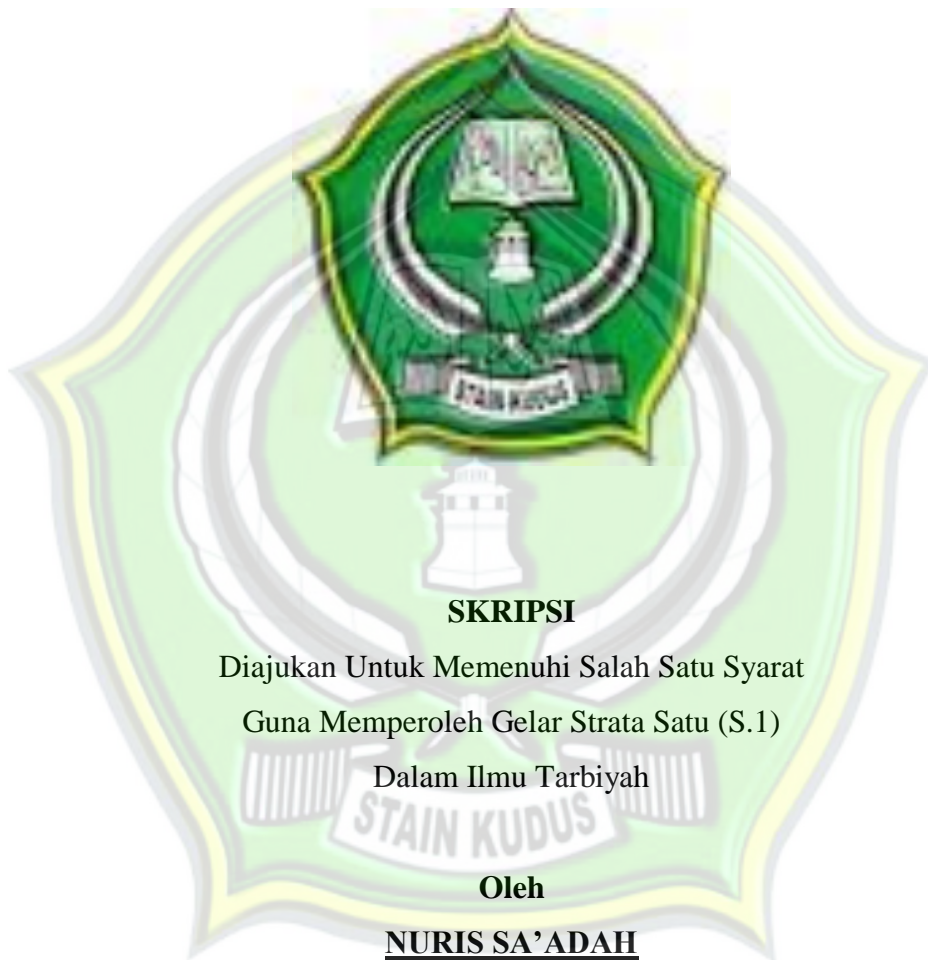 STAIN KUDUS
SKRIPSI
Diajukan Untuk Memenuhi Salah Satu Syarat
Guna Memperoleh Gelar Strata Satu (S.1)
Dalam Ilmu Tarbiyah
STAIN KUDUS
Oleh
NURIS SA’ADAH